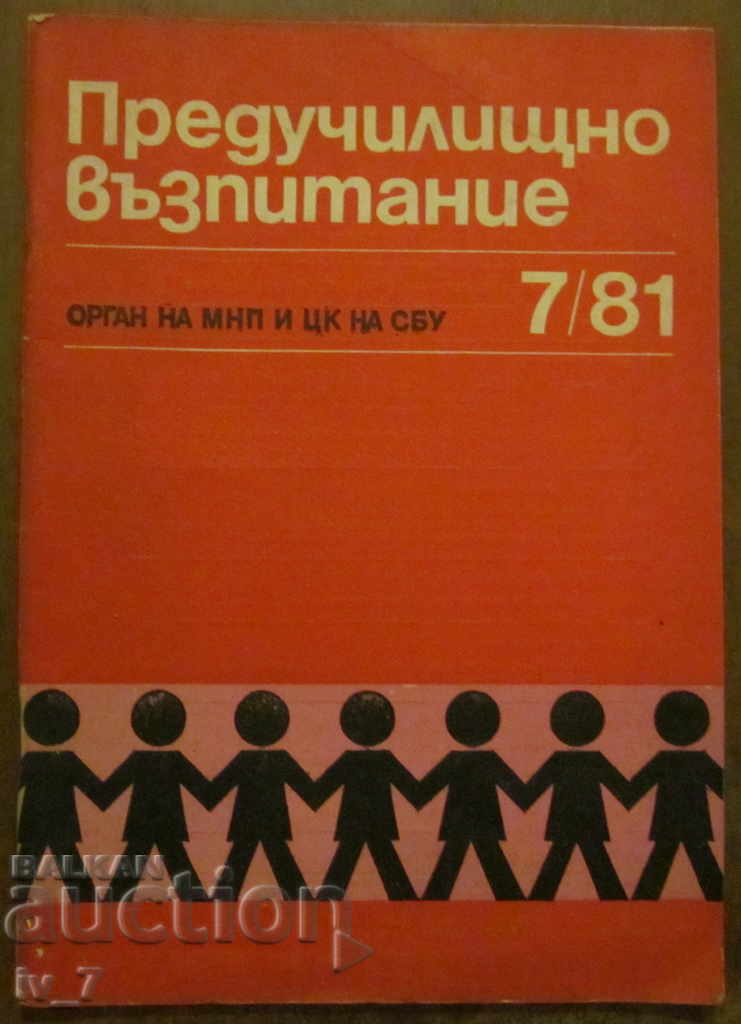 Предучилищно
възпитание
7/81
ОРГАН НА МНП И ЦК НА СБУ
BALKAN
auction
iv_7